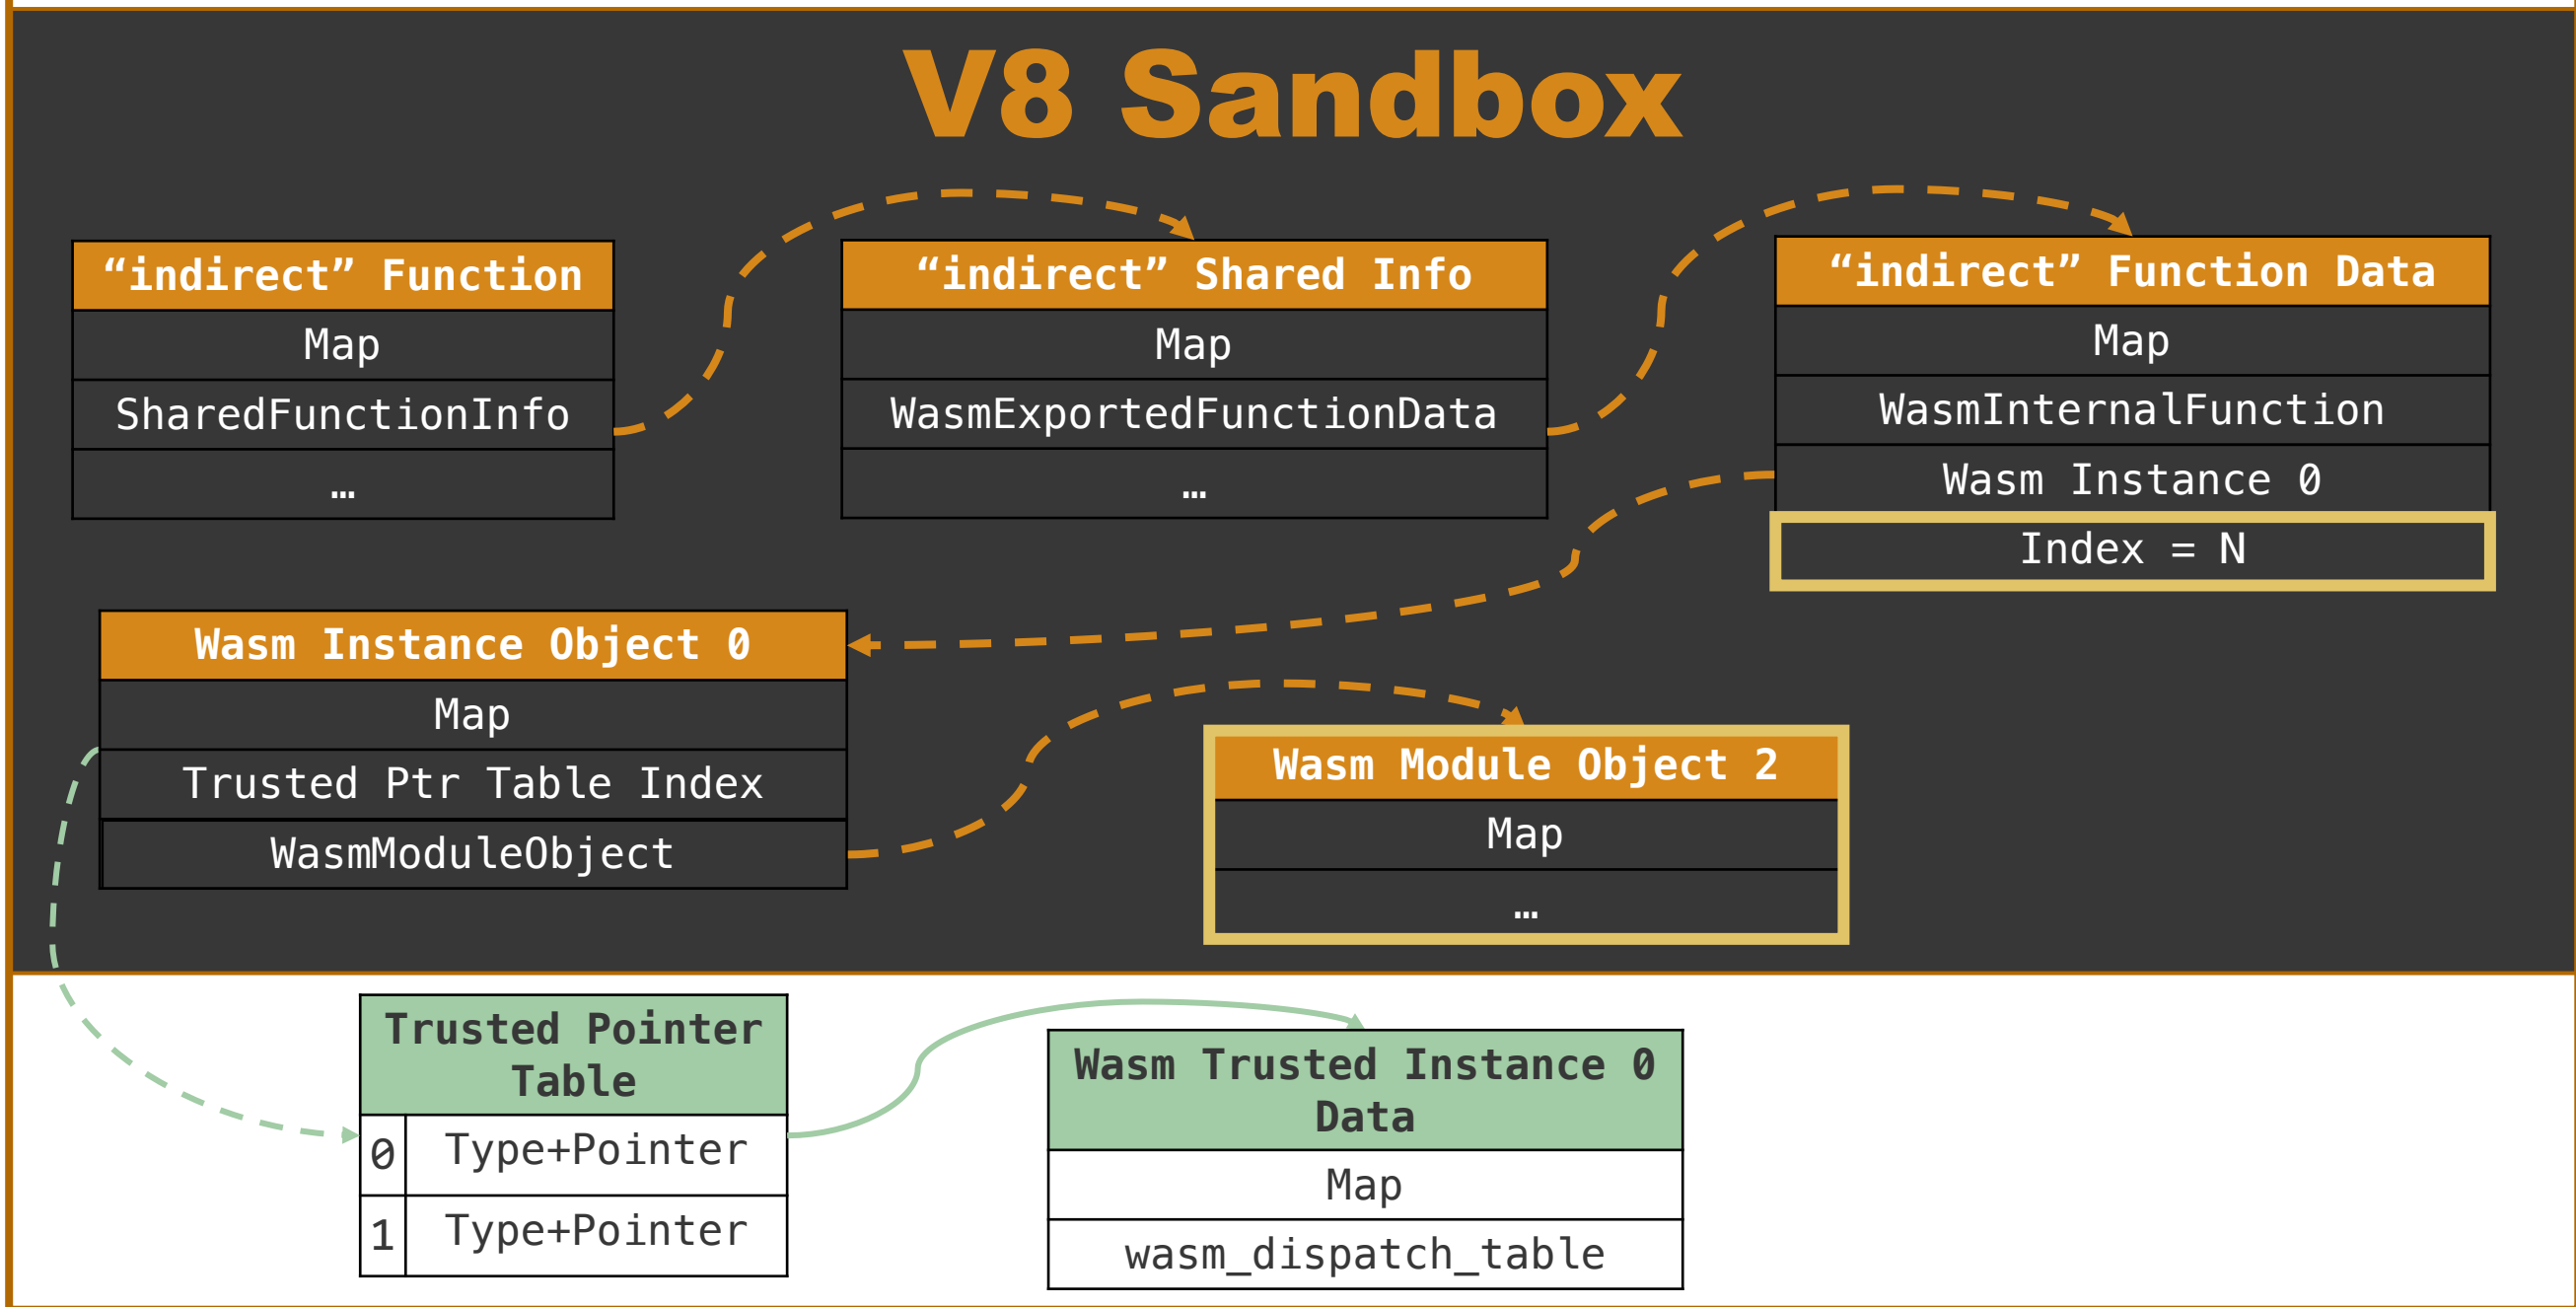 V8 Sandbox
“indirect” Function
Map
SharedFunctionInfo
…
“indirect” Shared Info
Map
WasmExportedFunctionData
…
“indirect” Function Data
Map
WasmInternalFunction
Wasm Instance 0
Index = N
Wasm Instance Object 0
Map
Trusted Ptr Table Index
WasmModuleObject
Wasm Module Object 2
Map
…
Trusted Pointer
Table
0 Type+Pointer
1 Type+Pointer
Wasm Trusted Instance 0
Data
Map
wasm_dispatch_table